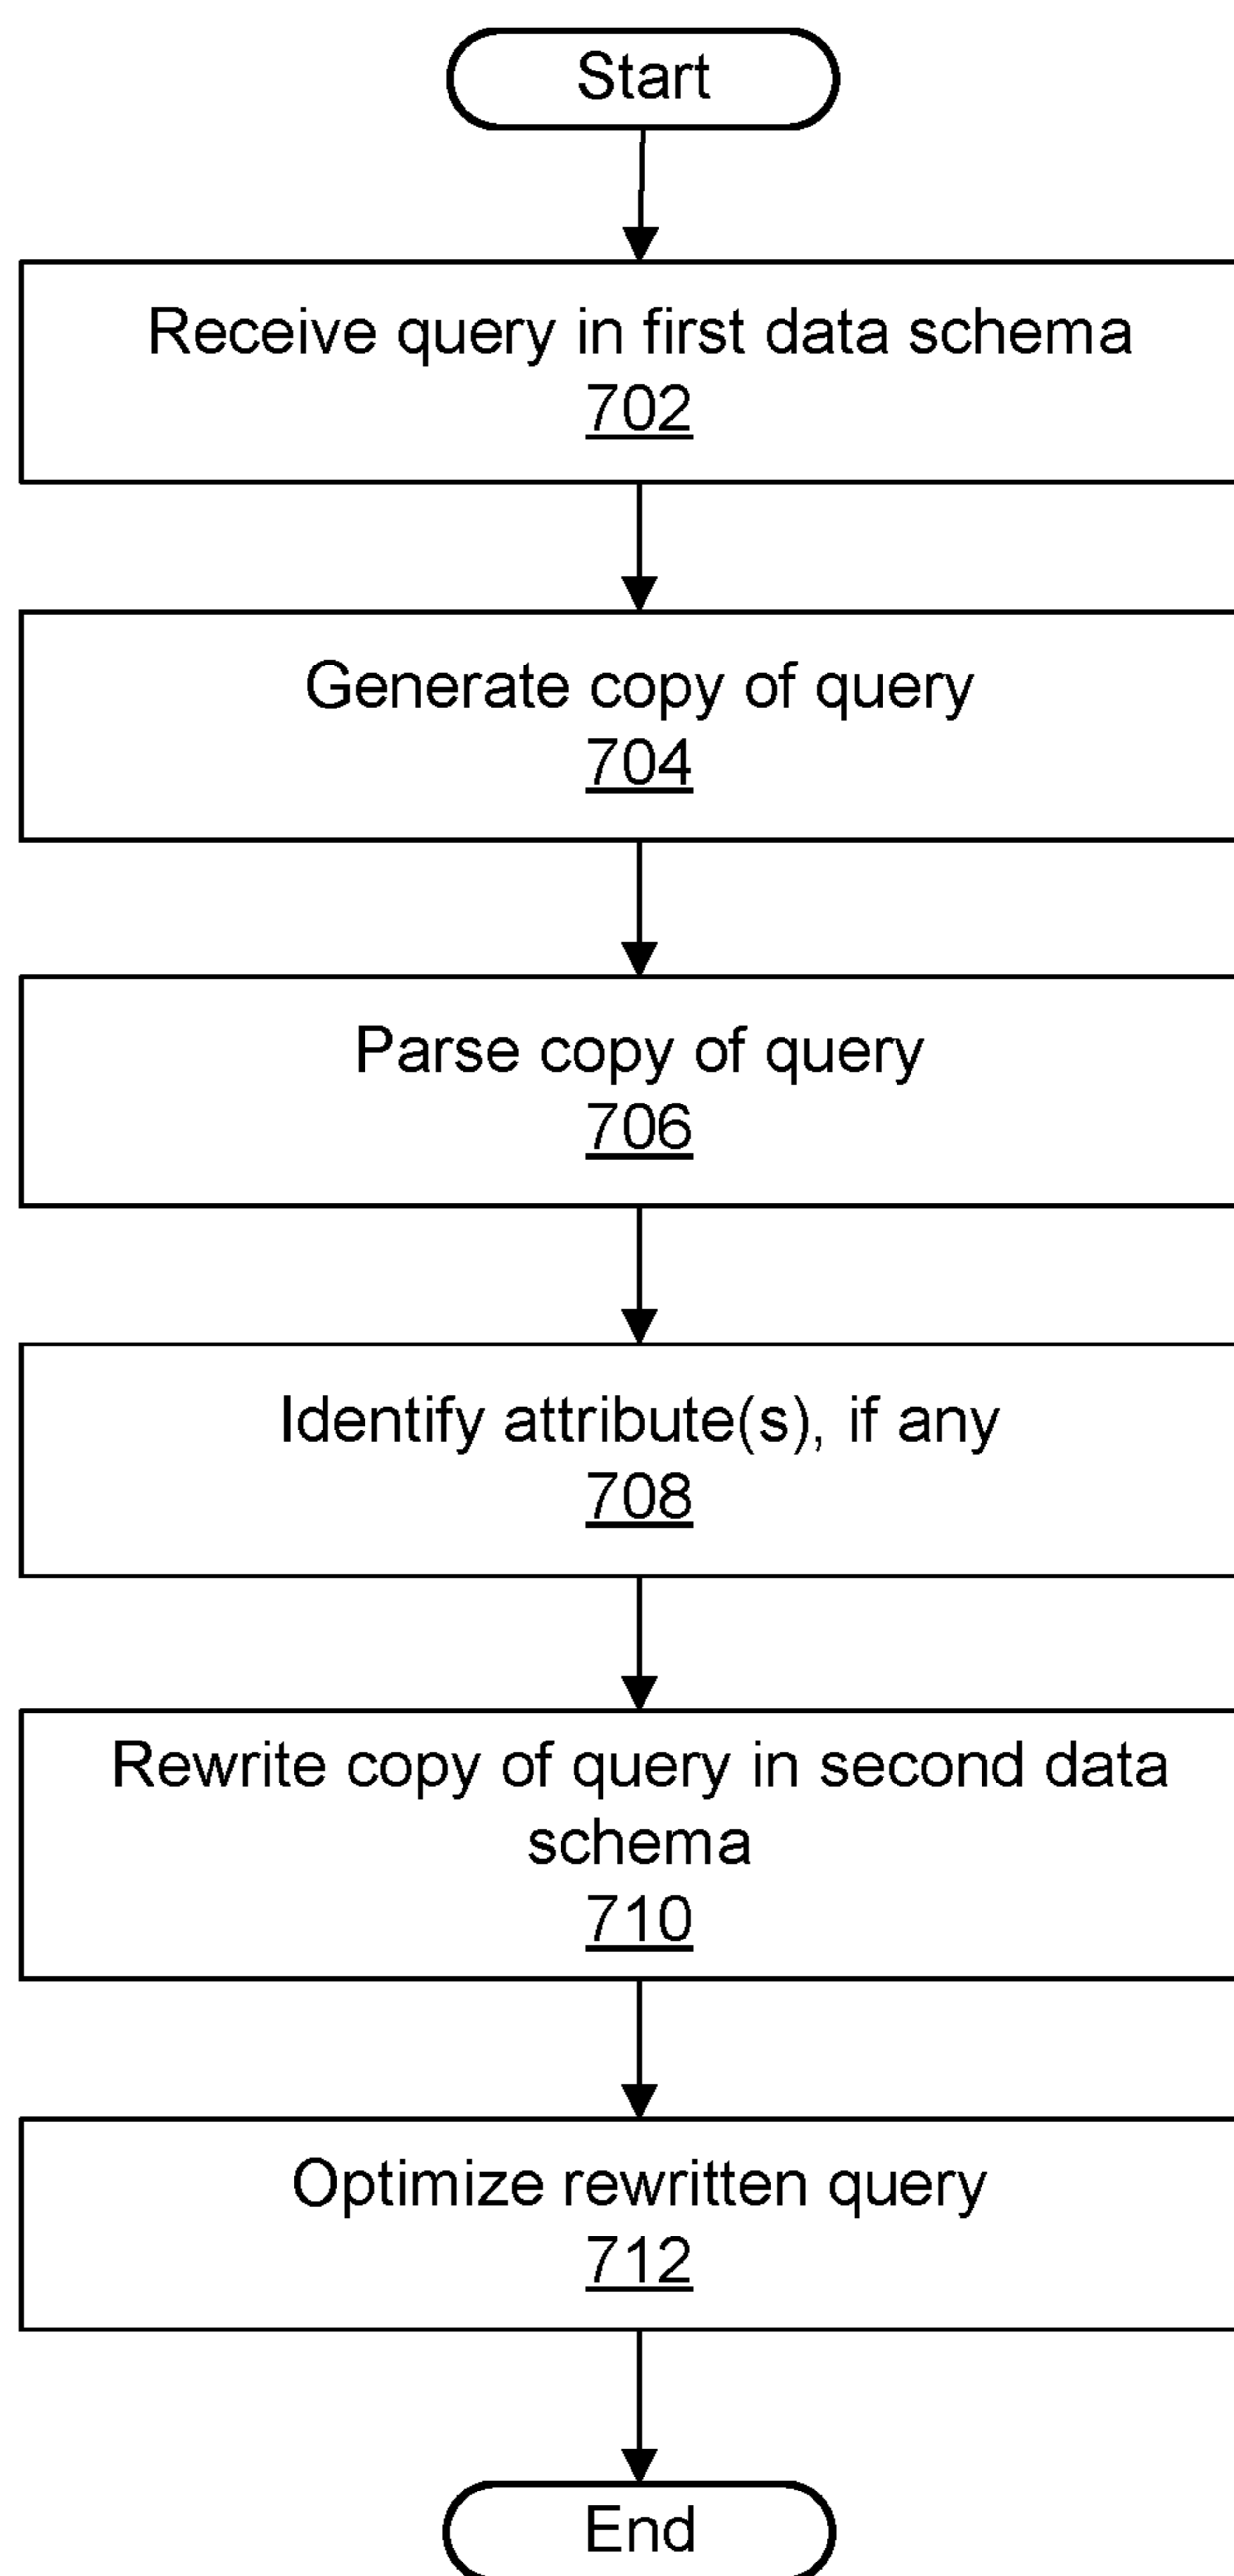 Start
Receive query in first data schema
702
Generate copy of query
704
Parse copy of query
706
Identify attribute(s), if any
708
Rewrite copy of query in second data
schema
710
Optimize rewritten query
712
End